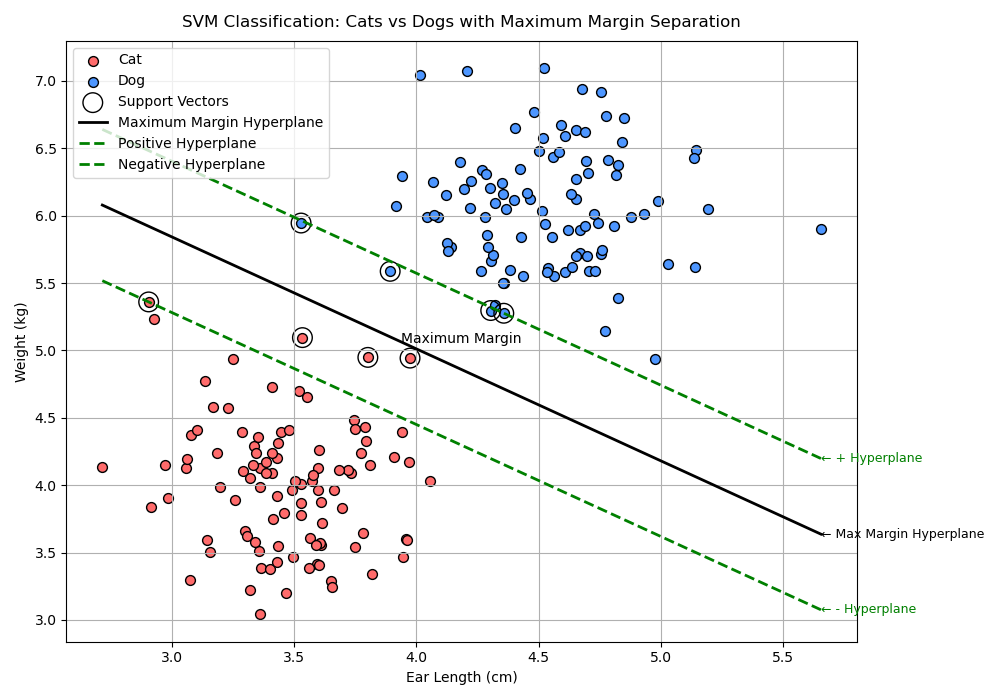 SVM Classification: Cats vs Dogs with Maximum Margin Separation
Cat
Dog
Support Vectors
Maximum Margin Hyperplane
Positive Hyperplane
Negative Hyperplane
7.0
6.5
6.0
5.5
5.0
4.5
4.0
3.5
3.0
Weight (kg)
Maximum Margin
← + Hyperplane
← Max Margin Hyperplane
← - Hyperplane
3.0
3.5
4.0
4.5
5.0
5.5
Ear Length (cm)